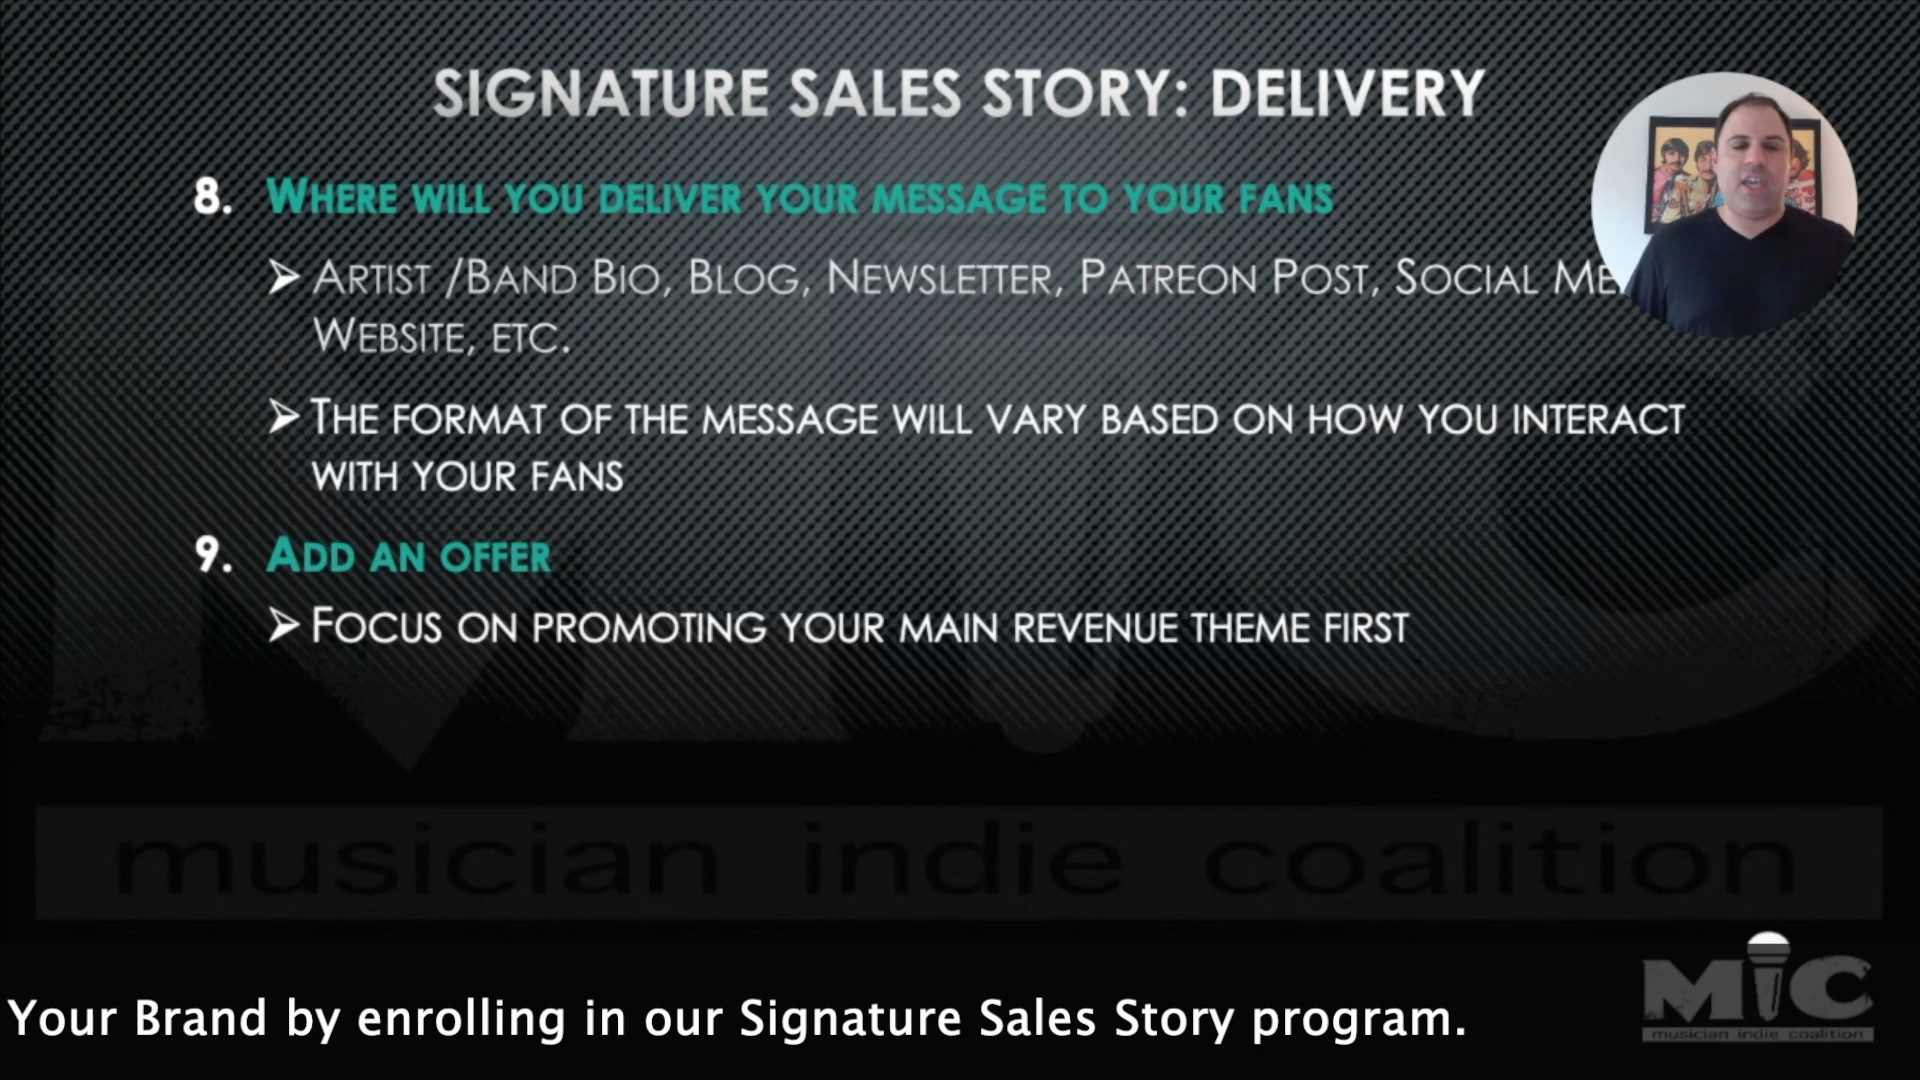 SIGNATURE SALES STORY: DELIVERY
8. WHERE WILL YOU DELIVER YOUR MESSAGE TO YOUR FANS
➤ ARTIST /BAND BIO, BLOG, NEWSLETTER, PATREON POST, SOCIAL
WEBSITE, ETC.
➤ THE FORMAT OF THE MESSAGE WILL VARY BASED ON HOW YOU INTERACT
WITH YOUR FANS
9. ADD AN OFFER
➤ FOCUS ON PROMOTING YOUR MAIN REVENUE THEME FIRST
musician indie coalition
MIC
musician indie coalition
Your Brand by enrolling in our Signature Sales Story program.